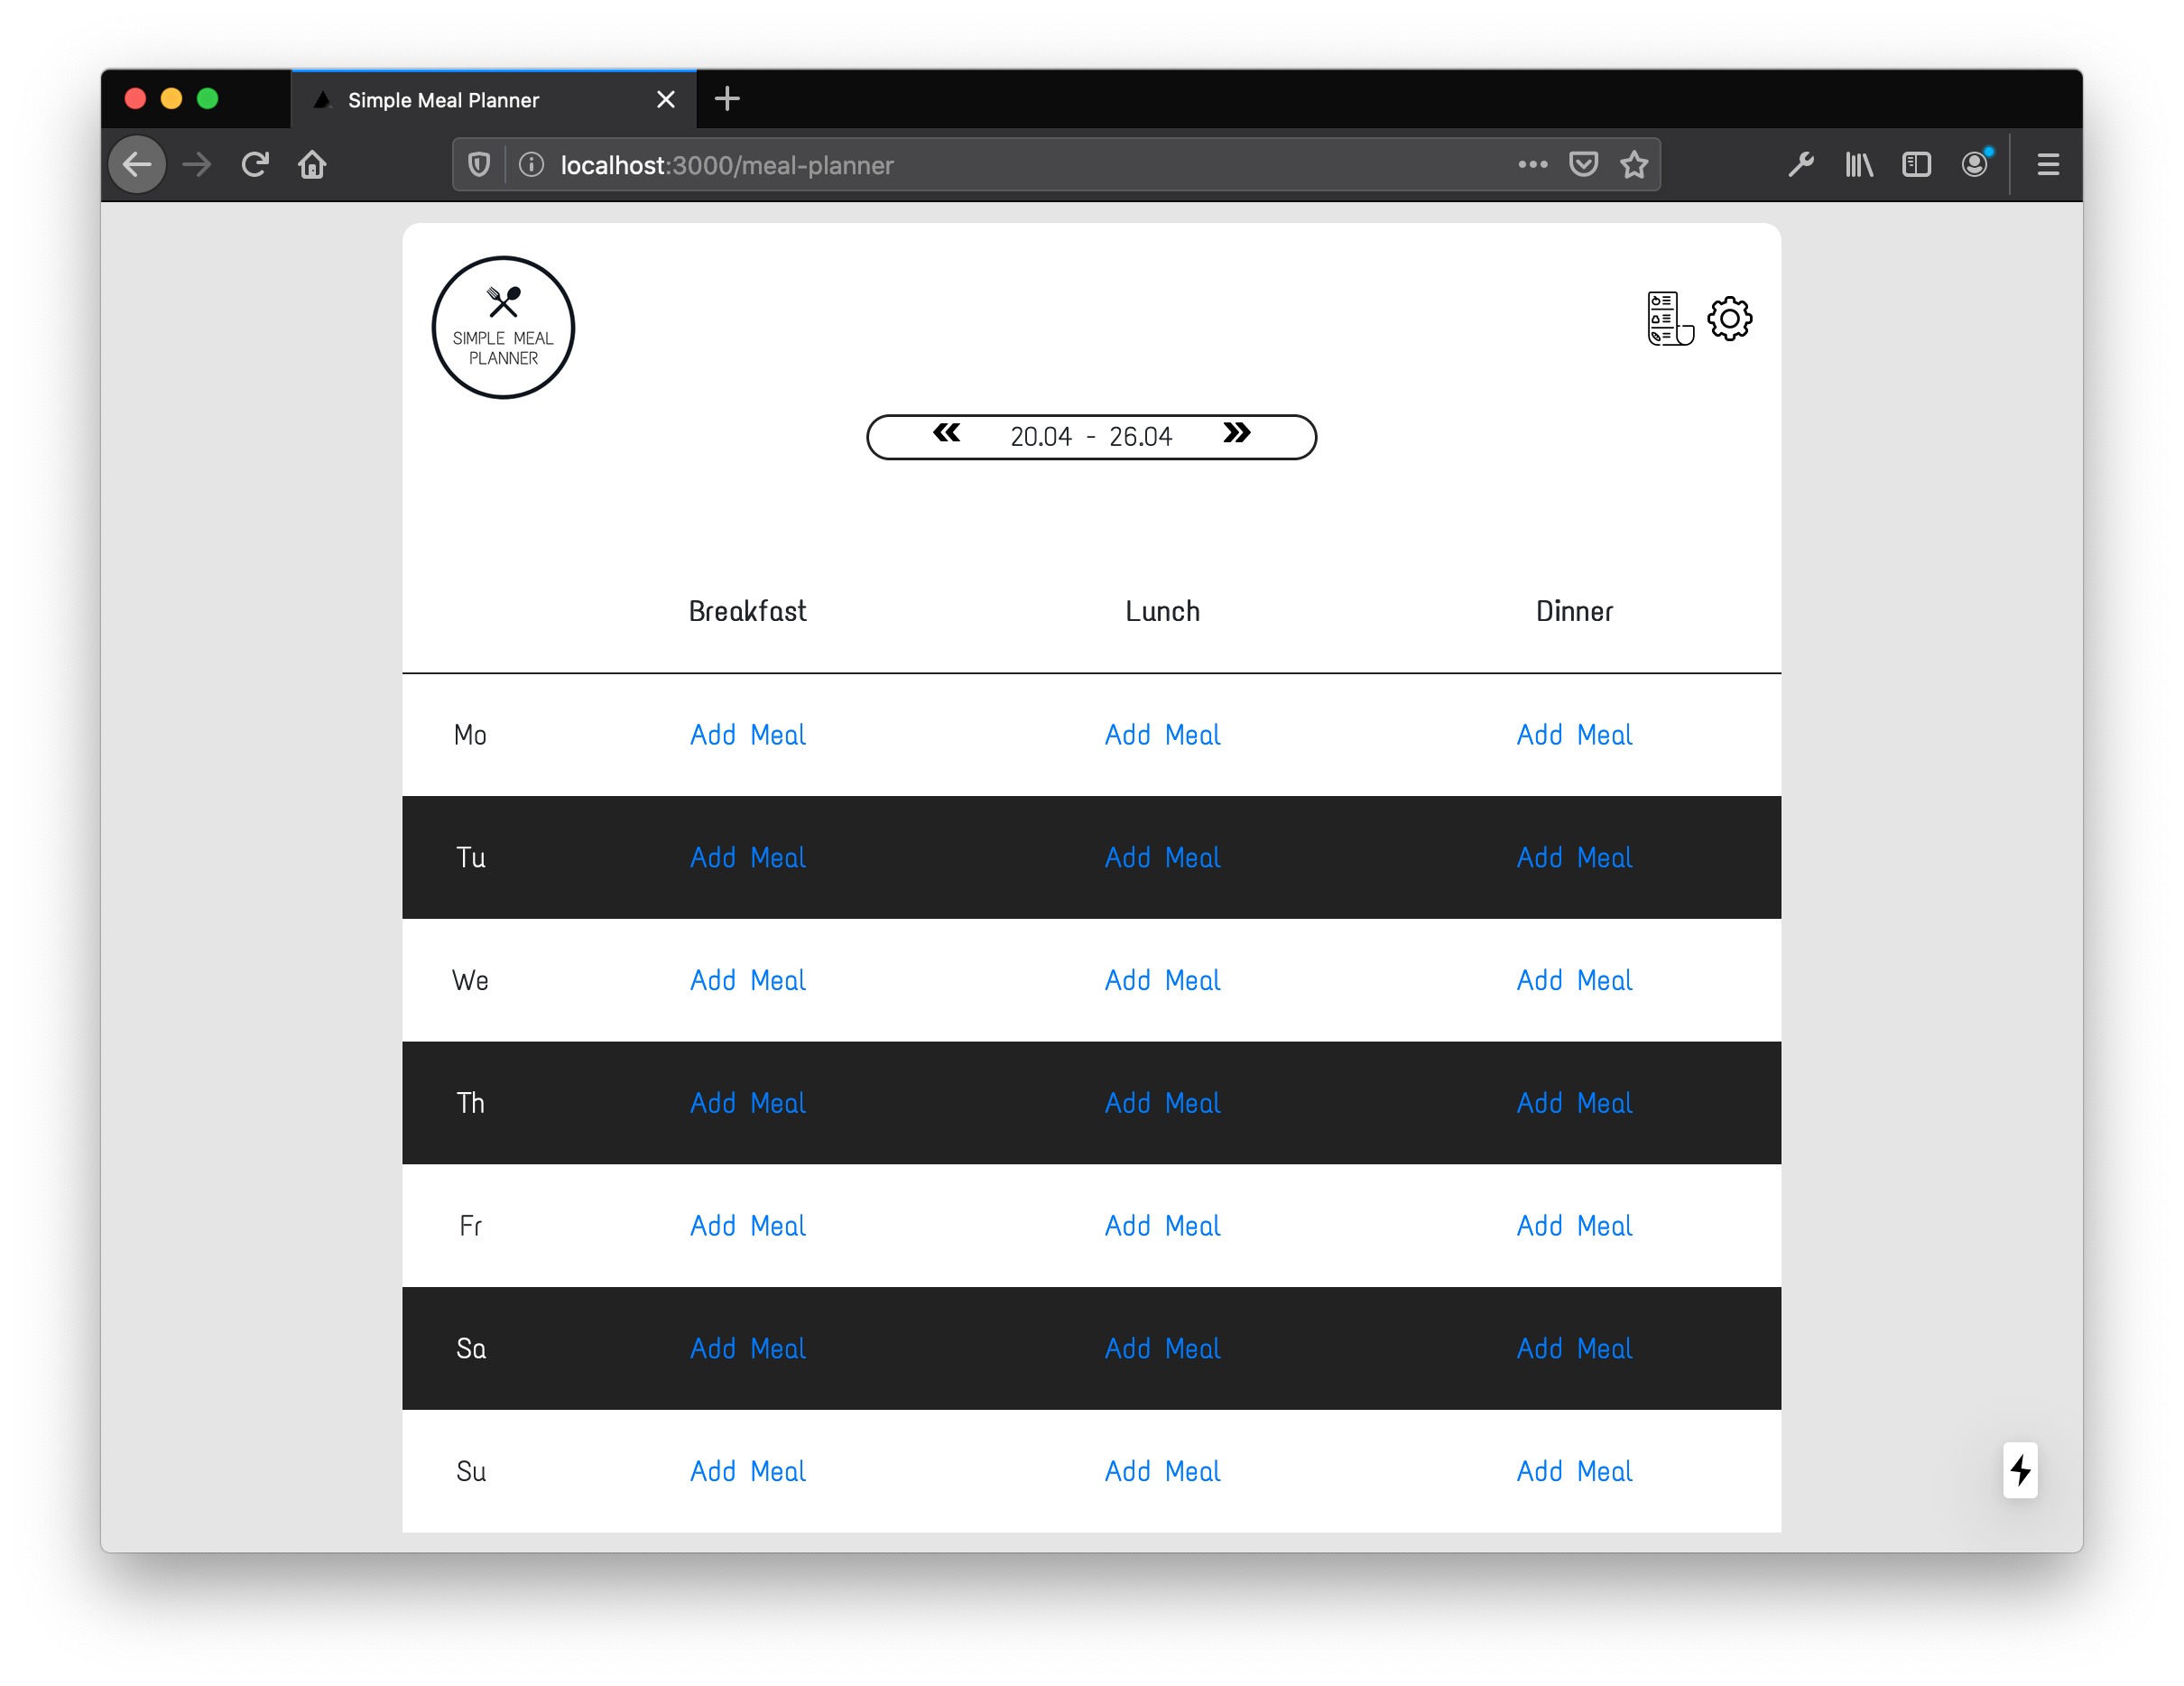 Simple Meal Planner
localhost:3000/meal-planner
SIMPLE MEAL
PLANNER
20.04 - 26.04
Breakfast Lunch Dinner
Mo Add Meal Add Meal Add Meal
Tu Add Meal Add Meal Add Meal
We Add Meal Add Meal Add Meal
Th Add Meal Add Meal Add Meal
Fr Add Meal Add Meal Add Meal
Sa Add Meal Add Meal Add Meal
Su Add Meal Add Meal Add Meal